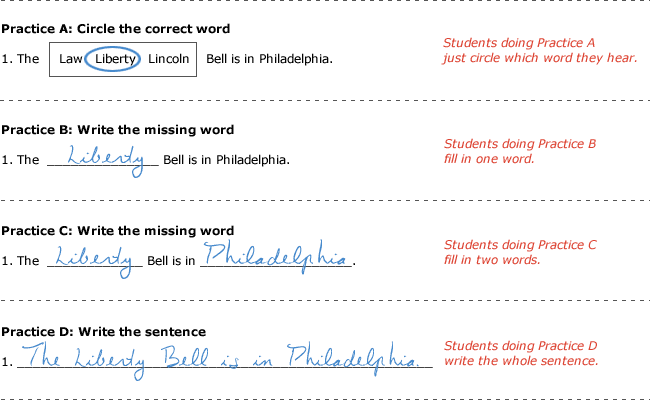 Practice A: Circle the correct word
1. The Law Liberty Lincoln Bell is in Philadelphia.
Students doing Practice A
just circle which word they hear.
Practice B: Write the missing word
1. The Liberty Bell is in Philadelphia.
Students doing Practice B
fill in one word.
Practice C: Write the missing word
1. The Liberty Bell is in Philadelphia.
Students doing Practice C
fill in two words.
Practice D: Write the sentence
1. The Liberty Bell is in Philadelphia.
Students doing Practice D
write the whole sentence.